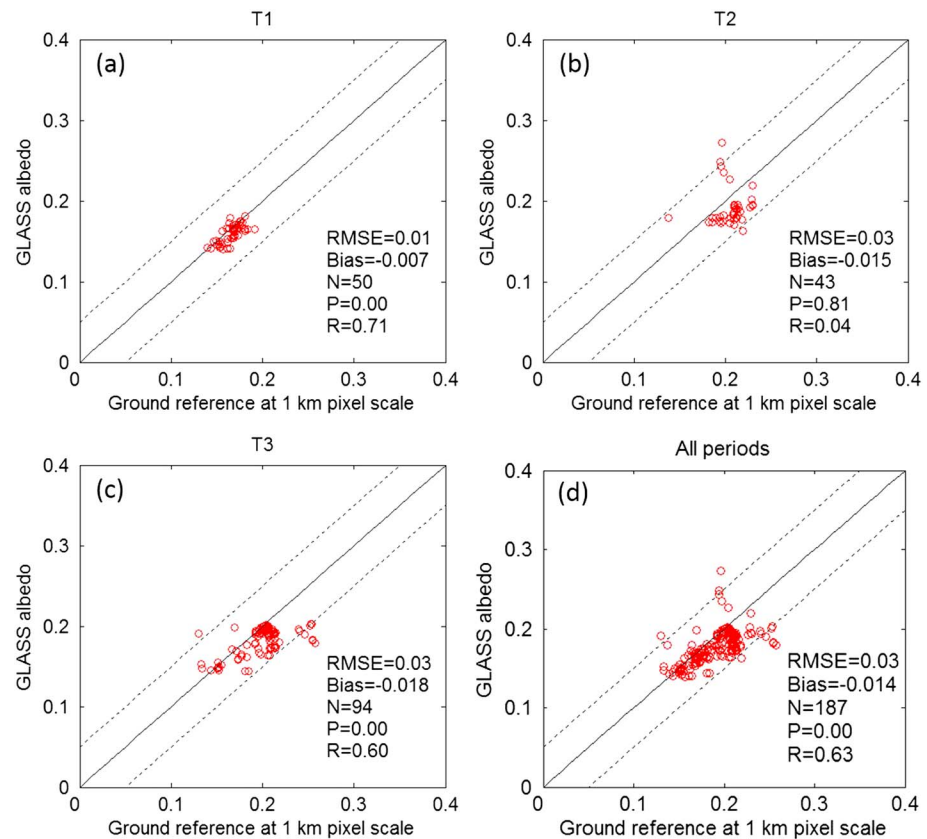 T1
(a)
0.4
0.3
0.2
0.1
0
GLASS albedo
RMSE=0.01
Bias=-0.007
N=50
P=0.00
R=0.71
0 0.1 0.2 0.3 0.4
Ground reference at 1 km pixel scale
T2
(b)
0.4
0.3
0.2
0.1
0
GLASS albedo
RMSE=0.03
Bias=-0.015
N=43
P=0.81
R=0.04
0 0.1 0.2 0.3 0.4
Ground reference at 1 km pixel scale
T3
(c)
0.4
0.3
0.2
0.1
0
GLASS albedo
RMSE=0.03
Bias=-0.018
N=94
P=0.00
R=0.60
0 0.1 0.2 0.3 0.4
Ground reference at 1 km pixel scale
All periods
(d)
0.4
0.3
0.2
0.1
0
GLASS albedo
RMSE=0.03
Bias=-0.014
N=187
P=0.00
R=0.63
0 0.1 0.2 0.3 0.4
Ground reference at 1 km pixel scale